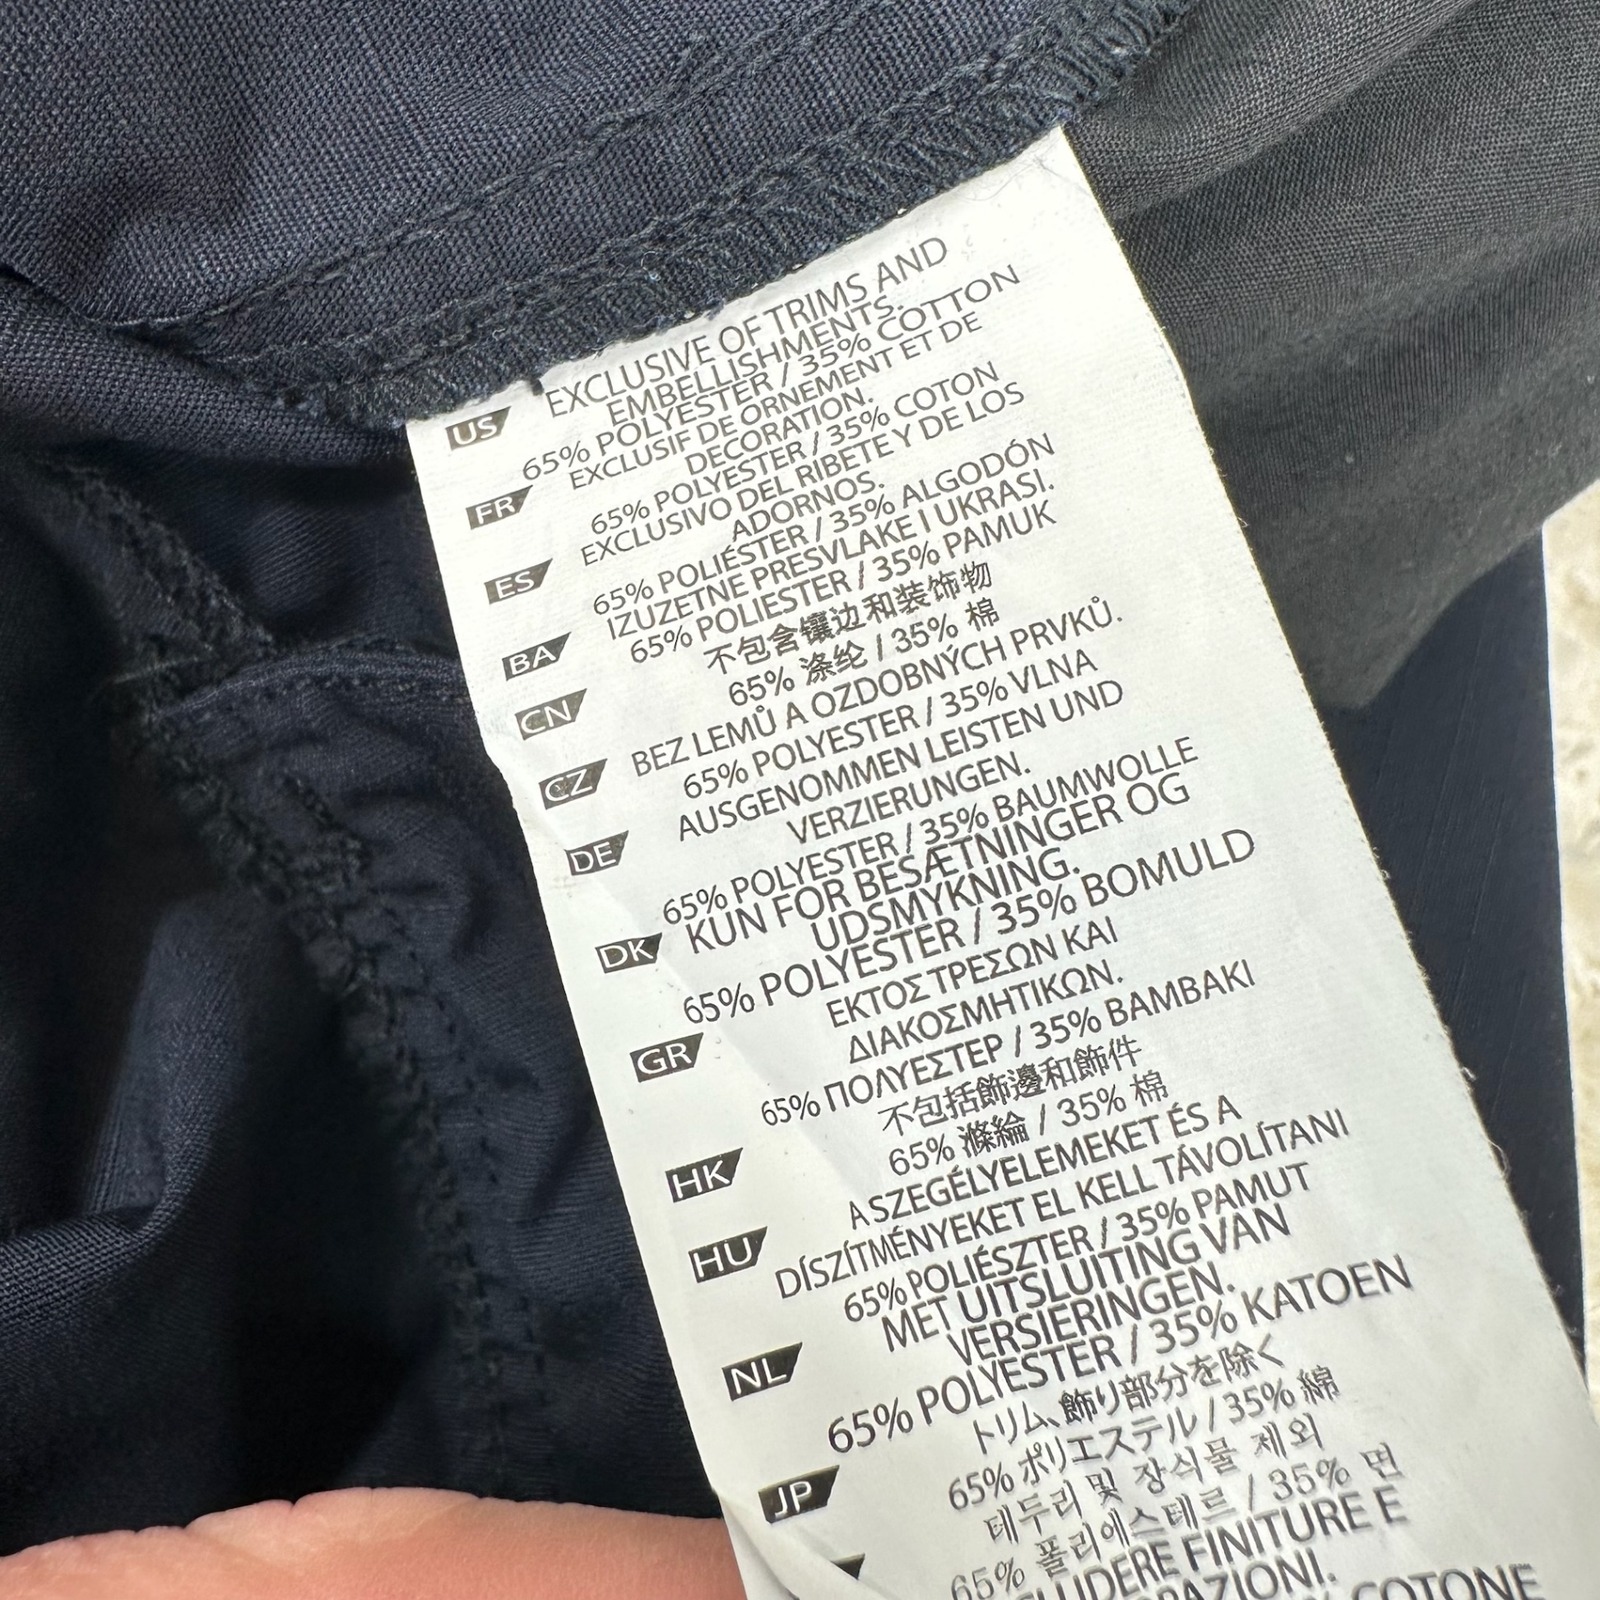 US EXCLUSIVE OF TRIMS AND
EMBELLISHMENTS.
65% POLYESTER / 35% COTTON
FR EXCLUSIF DE ORNEMENT ET DE
DECORATION.
65% POLYESTER / 35% COTON
ES EXCLUSIVO DEL RIBETE Y DE LOS
ADORNOS.
65% POLIÉSTER / 35% ALGODÓN
BA IZUZETNE PRESVLAKE I UKRASI.
65% POLIESTER / 35% PAMUK
CN 不包含镶边和装饰物
65% 涤纶 / 35% 棉
CZ BEZ LEMŮ A OZDOBNÝCH PRVKŮ.
65% POLYESTER / 35% VLNA
DE AUSGENOMMEN LEISTEN UND
VERZIERUNGEN.
65% POLYESTER / 35% BAUMWOLLE
DK KUN FOR BESÆTNINGER OG
UDSMYKNING.
65% POLYESTER / 35% BOMULD
GR ΕΚΤΟΣ ΤΡΕΣΩΝ ΚΑΙ
ΔΙΑΚΟΣΜΗΤΙΚΩΝ.
65% ΠΟΛΥΕΣΤΕΡ / 35% ΒΑΜΒΑΚΙ
HK 不包括飾邊和飾件
65% 滌綸 / 35% 棉
HU A SZEGÉLYELEMEKET ÉS A
DÍSZÍTMÉNYEKET EL KELL TÁVOLÍTANI
65% POLIÉSZTER / 35% PAMUT
NL MET UITSLUITING VAN
VERSIERINGEN.
65% POLYESTER / 35% KATOEN
JP トリム、飾り部分を除く
65% ポリエステル / 35% 綿
테두리 및 장식물 제외
65% 폴리에스테르 / 35% 면
FINITURE E
COTONE